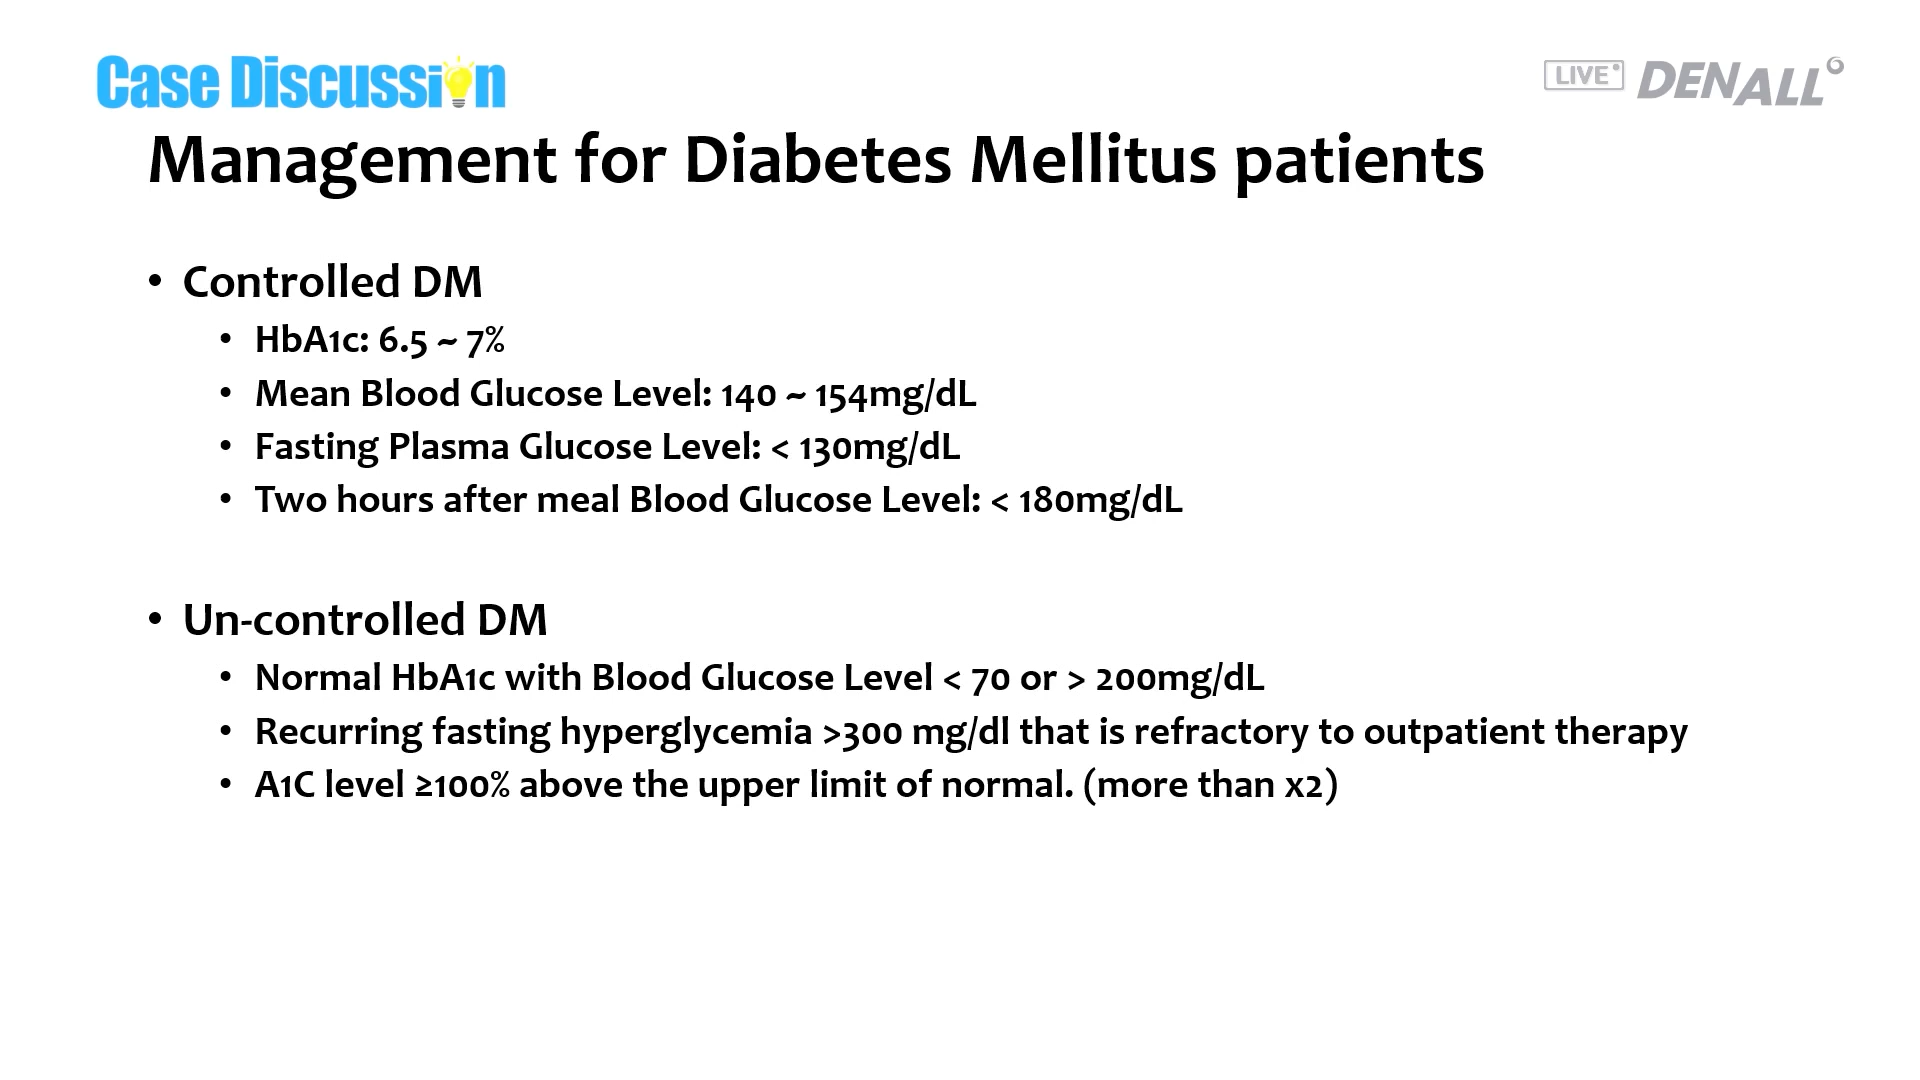 Case Discussion
LIVE DENALL
Management for Diabetes Mellitus patients
• Controlled DM
• HbA1c: 6.5 ~ 7%
• Mean Blood Glucose Level: 140 ~ 154mg/dL
• Fasting Plasma Glucose Level: < 130mg/dL
• Two hours after meal Blood Glucose Level: < 180mg/dL
• Un-controlled DM
• Normal HbA1c with Blood Glucose Level < 70 or > 200mg/dL
• Recurring fasting hyperglycemia >300 mg/dl that is refractory to outpatient therapy
• A1C level ≥100% above the upper limit of normal. (more than x2)